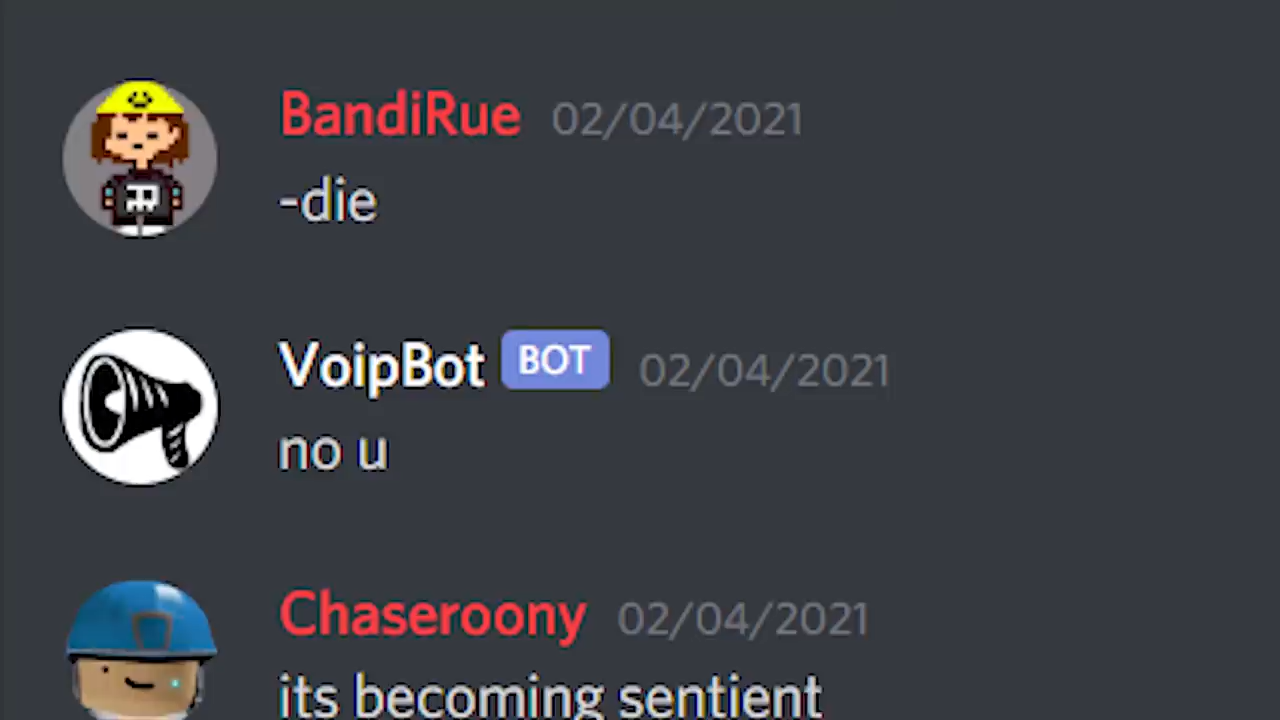 BandiRue 02/04/2021
-die
VoipBot BOT 02/04/2021
no u
Chaseroony 02/04/2021
its becoming sentient